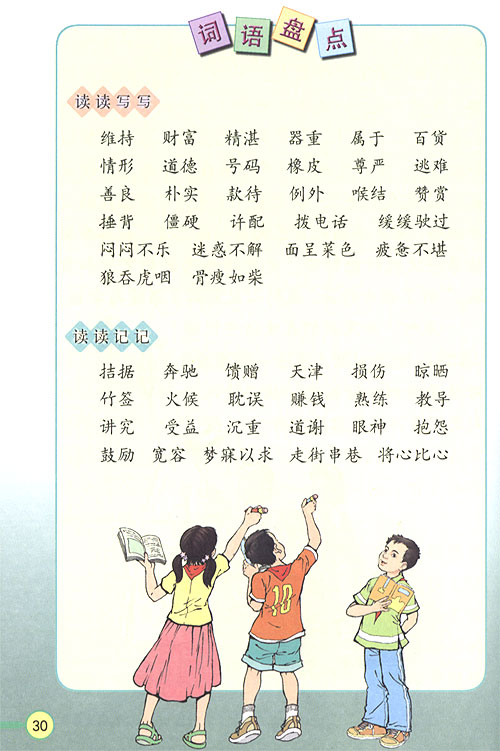 词语盘点
读读写写
维持 财富 精湛 器重 属于 百货
情形 道德 号码 橡皮 尊严 逃难
善良 朴实 款待 例外 喉结 赞赏
捶背 僵硬 许配 拨电话 缓缓驶过
闷闷不乐 迷惑不解 面呈菜色 疲惫不堪
狼吞虎咽 骨瘦如柴
读读记记
拮据 奔驰 馈赠 天津 损伤 晾晒
竹签 火候 耽误 赚钱 熟练 教导
讲究 受益 沉重 道谢 眼神 抱怨
鼓励 宽容 梦寐以求 走街串巷 将心比心
10
30